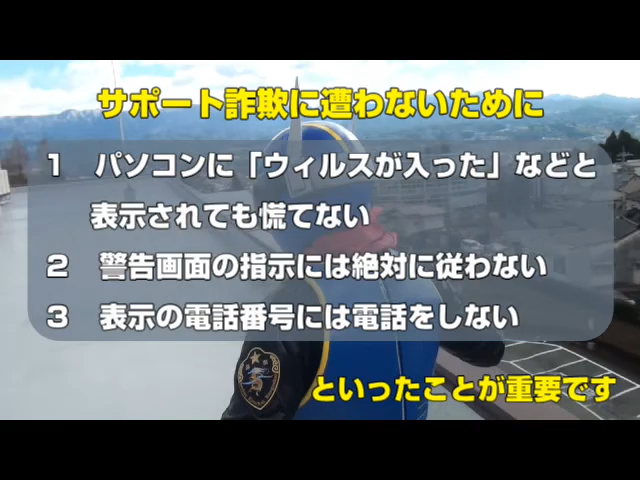 サポート詐欺に遭わないために
1 パソコンに「ウィルスが入った」などと
表示されても慌てない
2 警告画面の指示には絶対に従わない
3 表示の電話番号には電話をしない
といったことが重要です